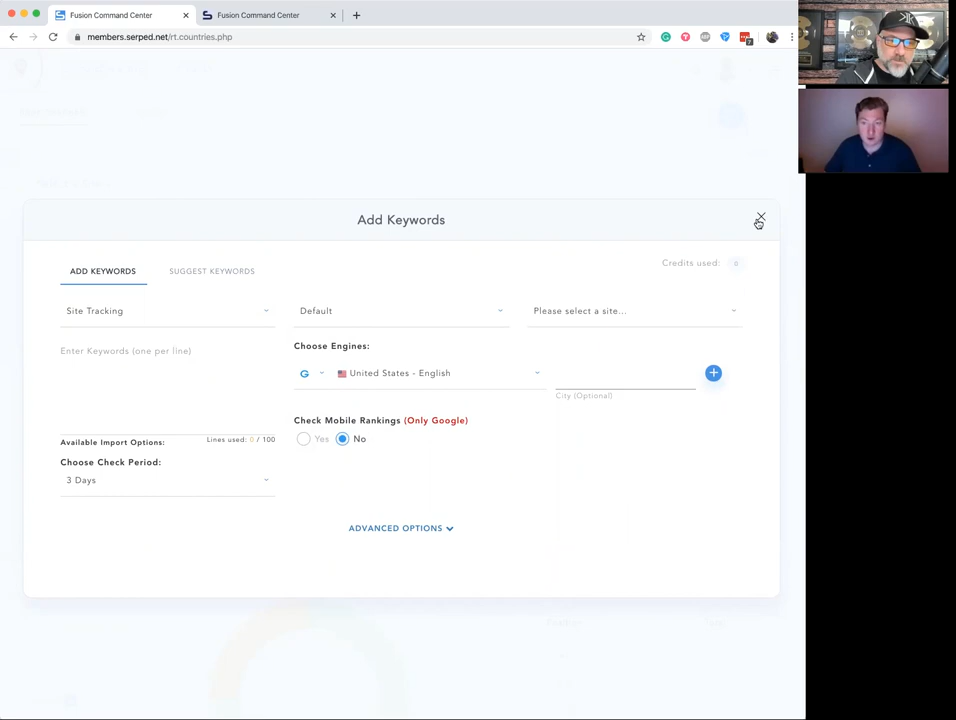 Fusion Command Center
Fusion Command Center
members.serped.net/rt.countries.php
7
Add Keywords
ADD KEYWORDS
SUGGEST KEYWORDS
Credits used: 0
Site Tracking
Default
Please select a site...
Enter Keywords (one per line)
Choose Engines:
G
United States - English
City (Optional)
Check Mobile Rankings (Only Google)
Available Import Options:
Lines used: 0 / 100
Yes
No
Choose Check Period:
3 Days
ADVANCED OPTIONS